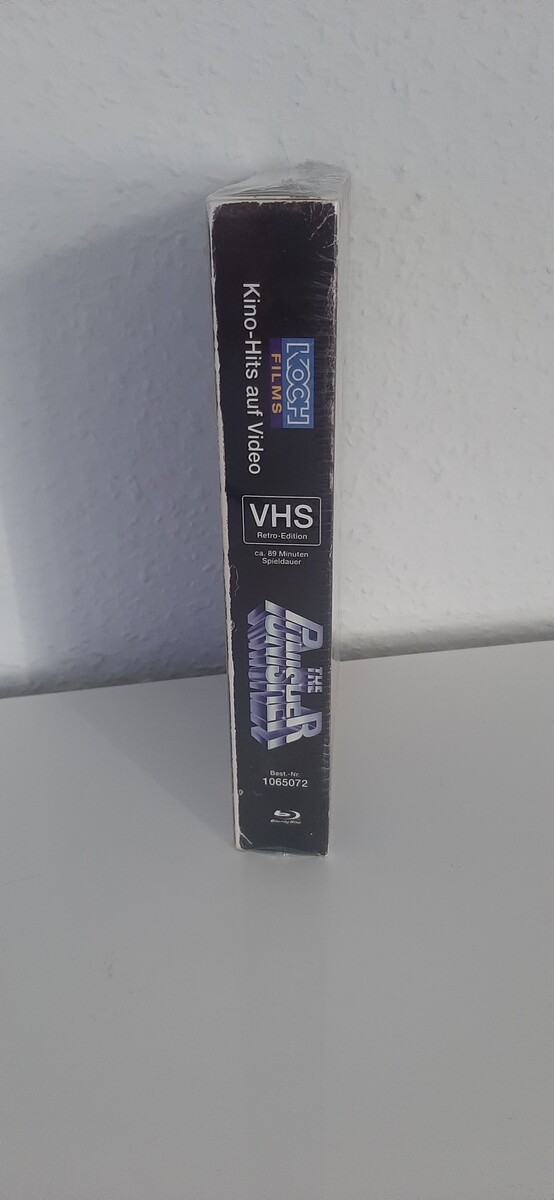 KOCH
FILMS
Kino-Hits auf Video
VHS
Retro-Edition
ca. 89 Minuten
Spieldauer
THE
PUNISHER
Best.-Nr.
1065072
Blu-ray Disc